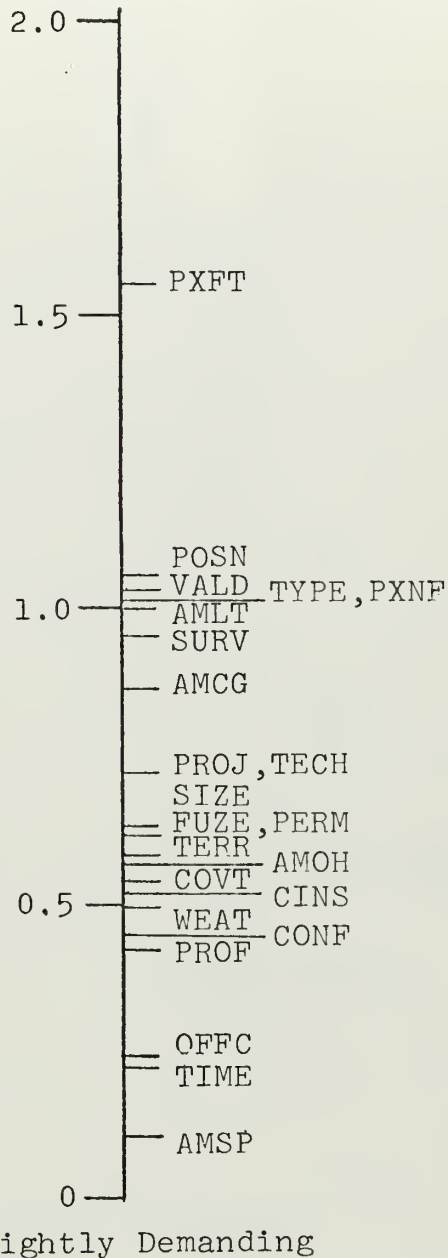 2.0
PXFT
1.5
POSN
VALD
TYPE,PXNF
1.0
AMLT
SURV
AMCG
PROJ,TECH
SIZE
FUZE,PERM
TERR
AMOH
COVT
CINS
0.5
WEAT
CONF
PROF
OFFC
TIME
AMSP
0
ightly Demanding